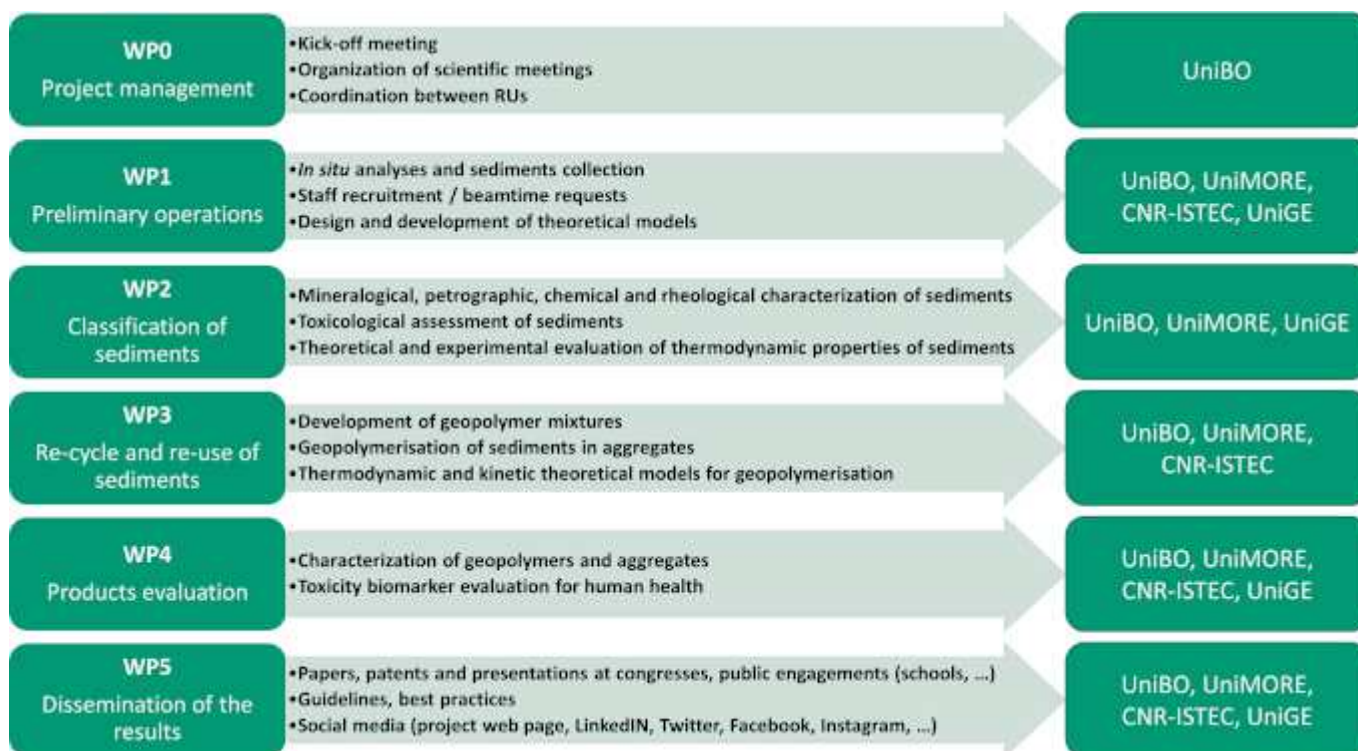 WP0
Project management
•Kick-off meeting
•Organization of scientific meetings
•Coordination between RUs
UniBO
WP1
Preliminary operations
•In situ analyses and sediments collection
•Staff recruitment / beamtime requests
•Design and development of theoretical models
UniBO, UniMORE,
CNR-ISTEC, UniGE
WP2
Classification of
sediments
•Mineralogical, petrographic, chemical and rheological characterization of sediments
•Toxicological assessment of sediments
•Theoretical and experimental evaluation of thermodynamic properties of sediments
UniBO, UniMORE, UniGE
WP3
Re-cycle and re-use of
sediments
•Development of geopolymer mixtures
•Geopolymerisation of sediments in aggregates
•Thermodynamic and kinetic theoretical models for geopolymerisation
UniBO, UniMORE,
CNR-ISTEC
WP4
Products evaluation
•Characterization of geopolymers and aggregates
•Toxicity biomarker evaluation for human health
UniBO, UniMORE,
CNR-ISTEC, UniGE
WP5
Dissemination of the
results
•Papers, patents and presentations at congresses, public engagements (schools, ...)
•Guidelines, best practices
•Social media (project web page, LinkedIN, Twitter, Facebook, Instagram, ...)
UniBO, UniMORE,
CNR-ISTEC, UniGE